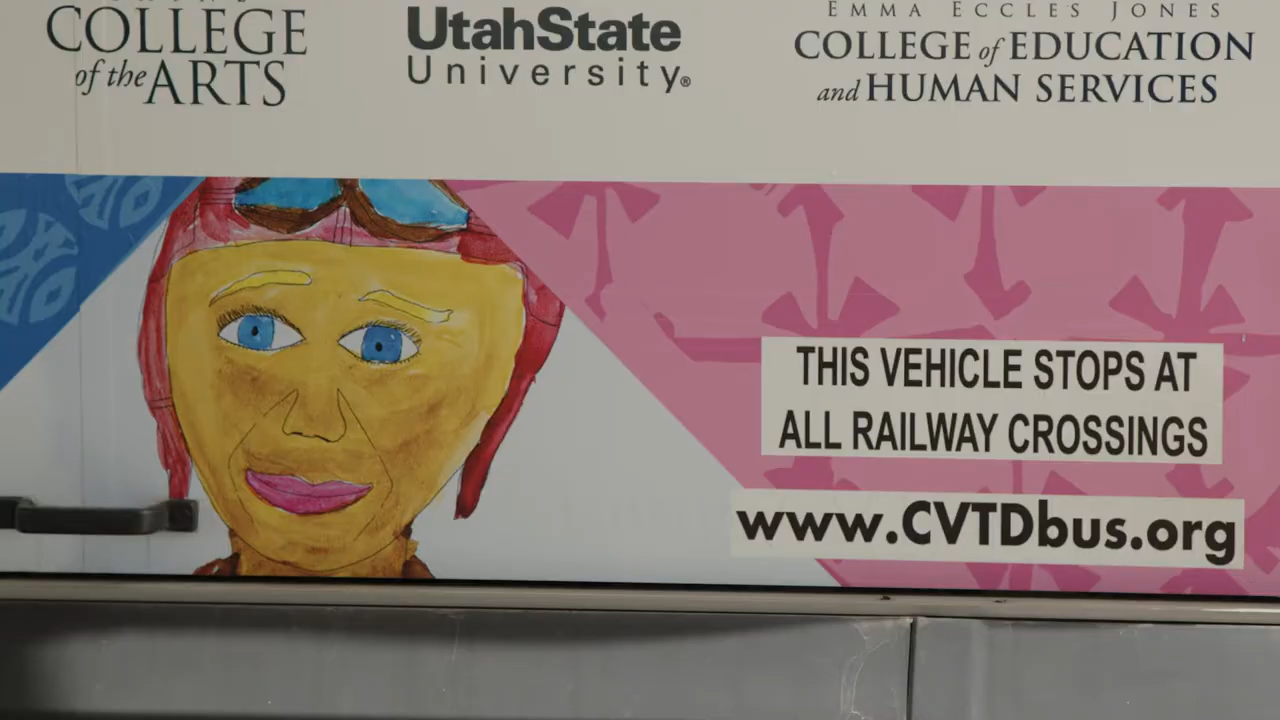 COLLEGE
of the ARTS
UtahState
University®
EMMA ECCLES JONES
COLLEGE of EDUCATION
and HUMAN SERVICES
THIS VEHICLE STOPS AT
ALL RAILWAY CROSSINGS
www.CVTDbus.org